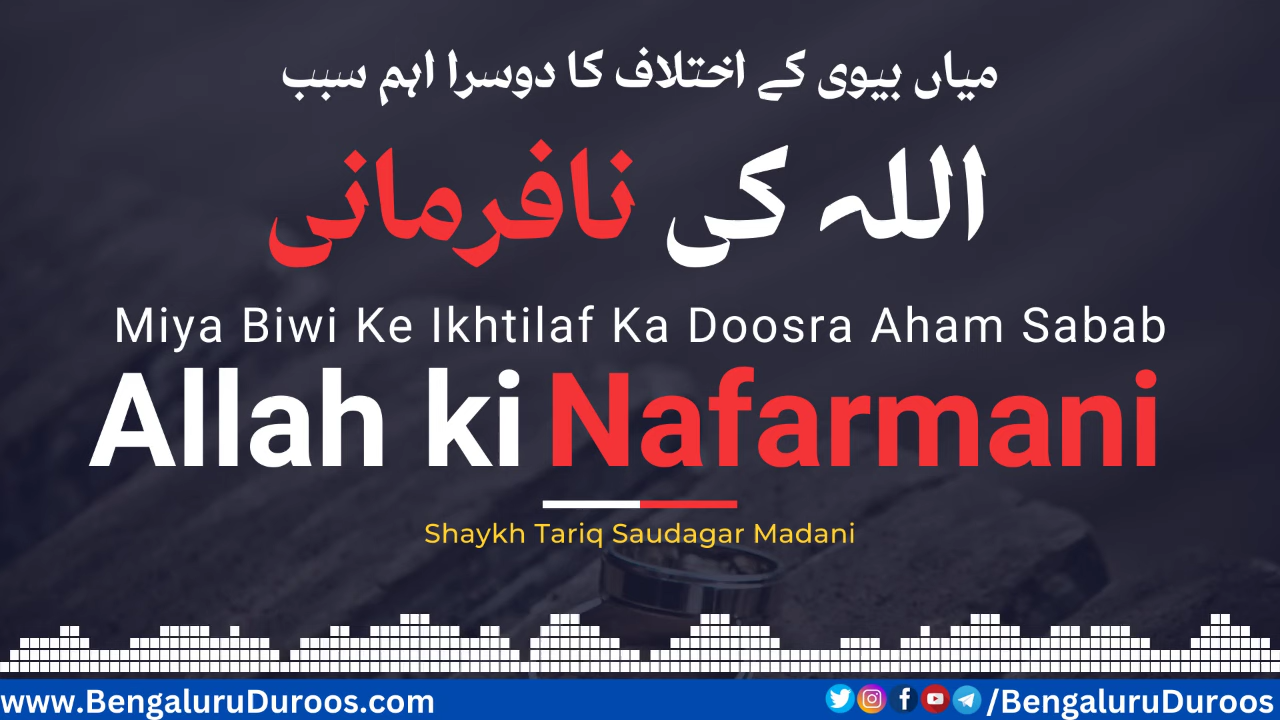 میاں بیوی کے اختلاف کا دوسرا اہم سبب
اللہ کی نافرمانی
Miya Biwi Ke Ikhtilaf Ka Doosra Aham Sabab
Allah ki Nafarmani
Shaykh Tariq Saudagar Madani
www.BengaluruDuroos.com
/BengaluruDuroos